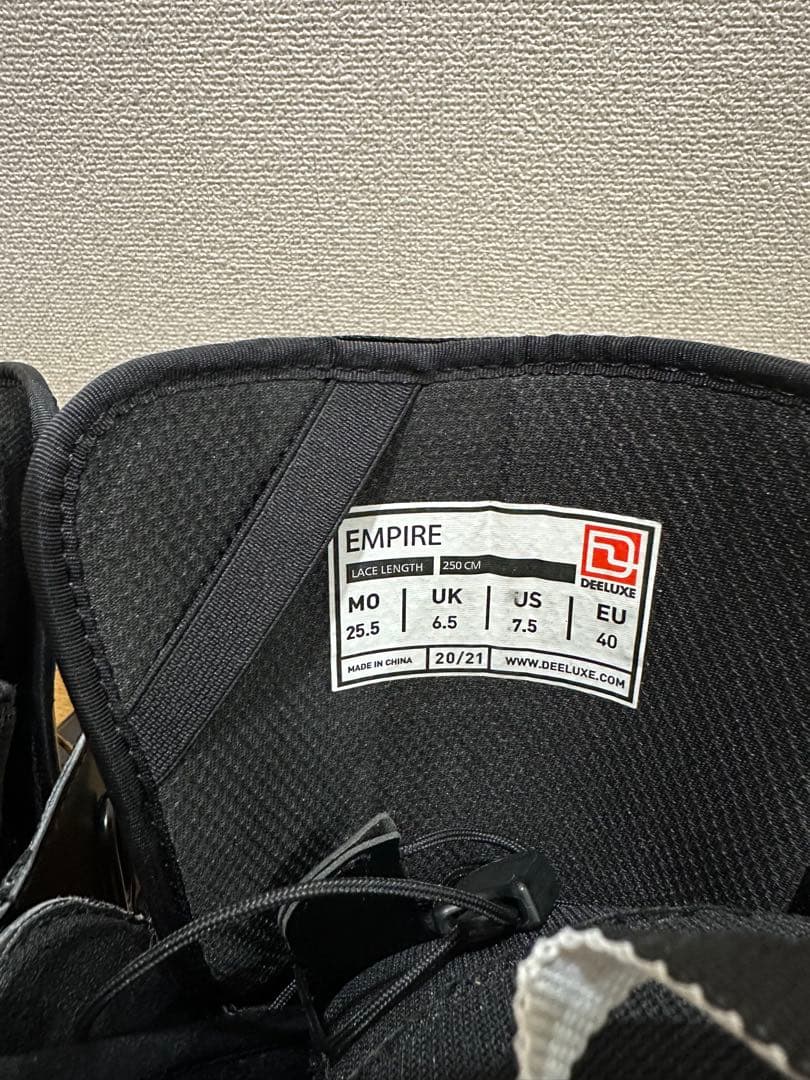 EMPIRE
LACE LENGTH 250 CM
DEELUXE
MO UK US EU
25.5 6.5 7.5 40
MADE IN CHINA 20/21 WWW.DEELUXE.COM